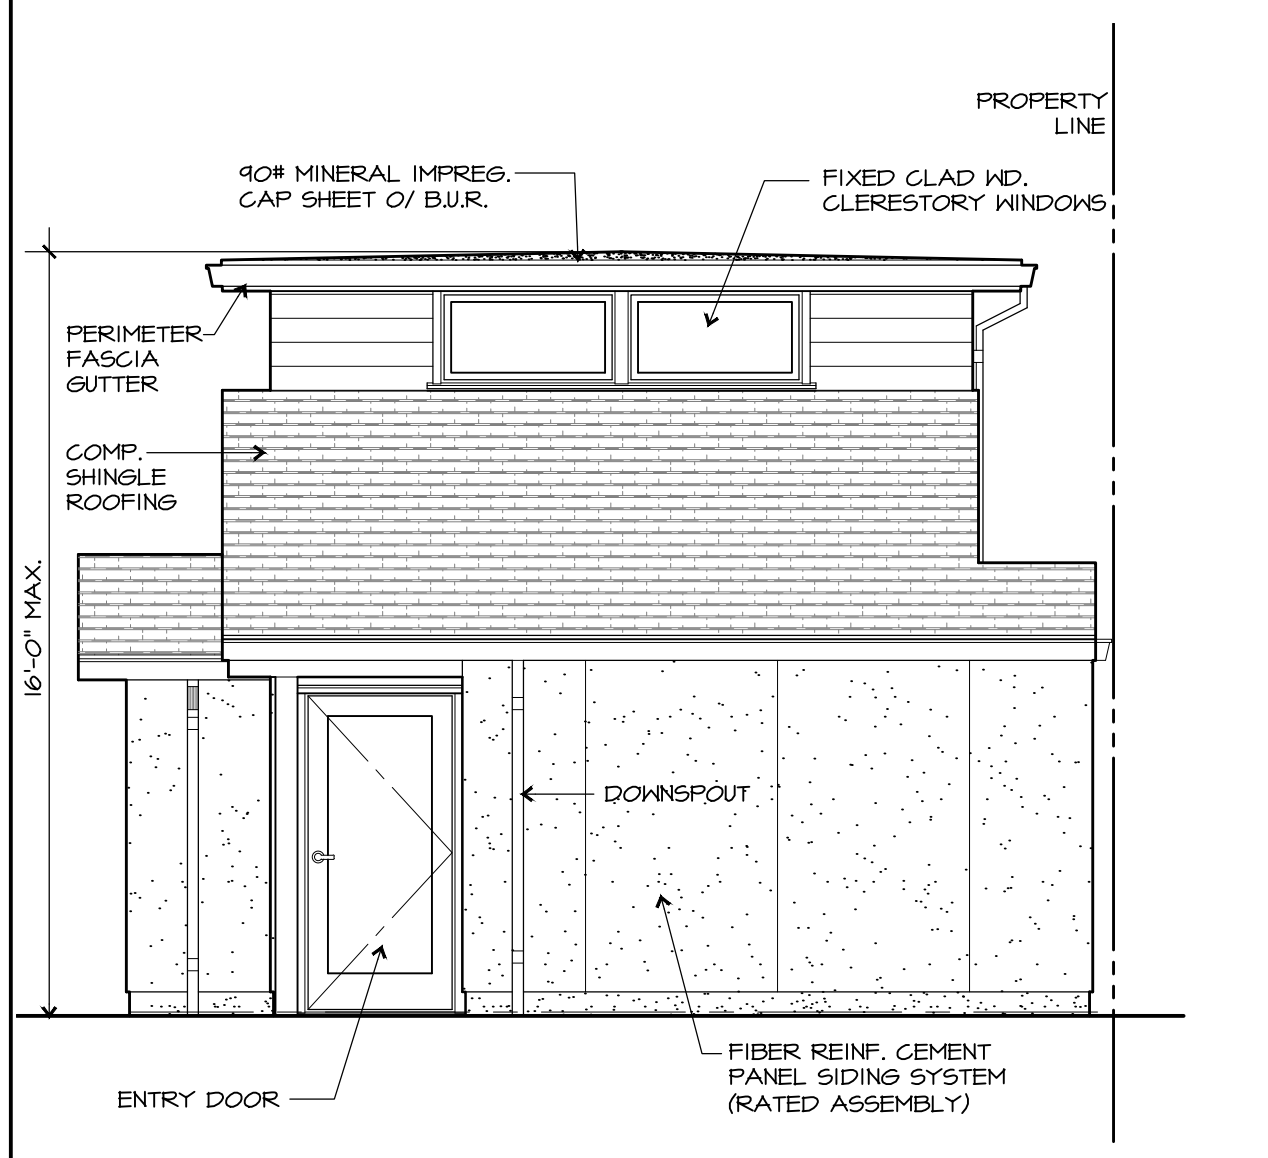 PROPERTY
LINE
90# MINERAL IMPREG.
CAP SHEET O/ B.U.R.
FIXED CLAD WD.
CLERESTORY WINDOWS
PERIMETER
FASCIA
GUTTER
COMP.
SHINGLE
ROOFING
16'-0" MAX.
DOWNSPOUT
FIBER REINF. CEMENT
PANEL SIDING SYSTEM
(RATED ASSEMBLY)
ENTRY DOOR